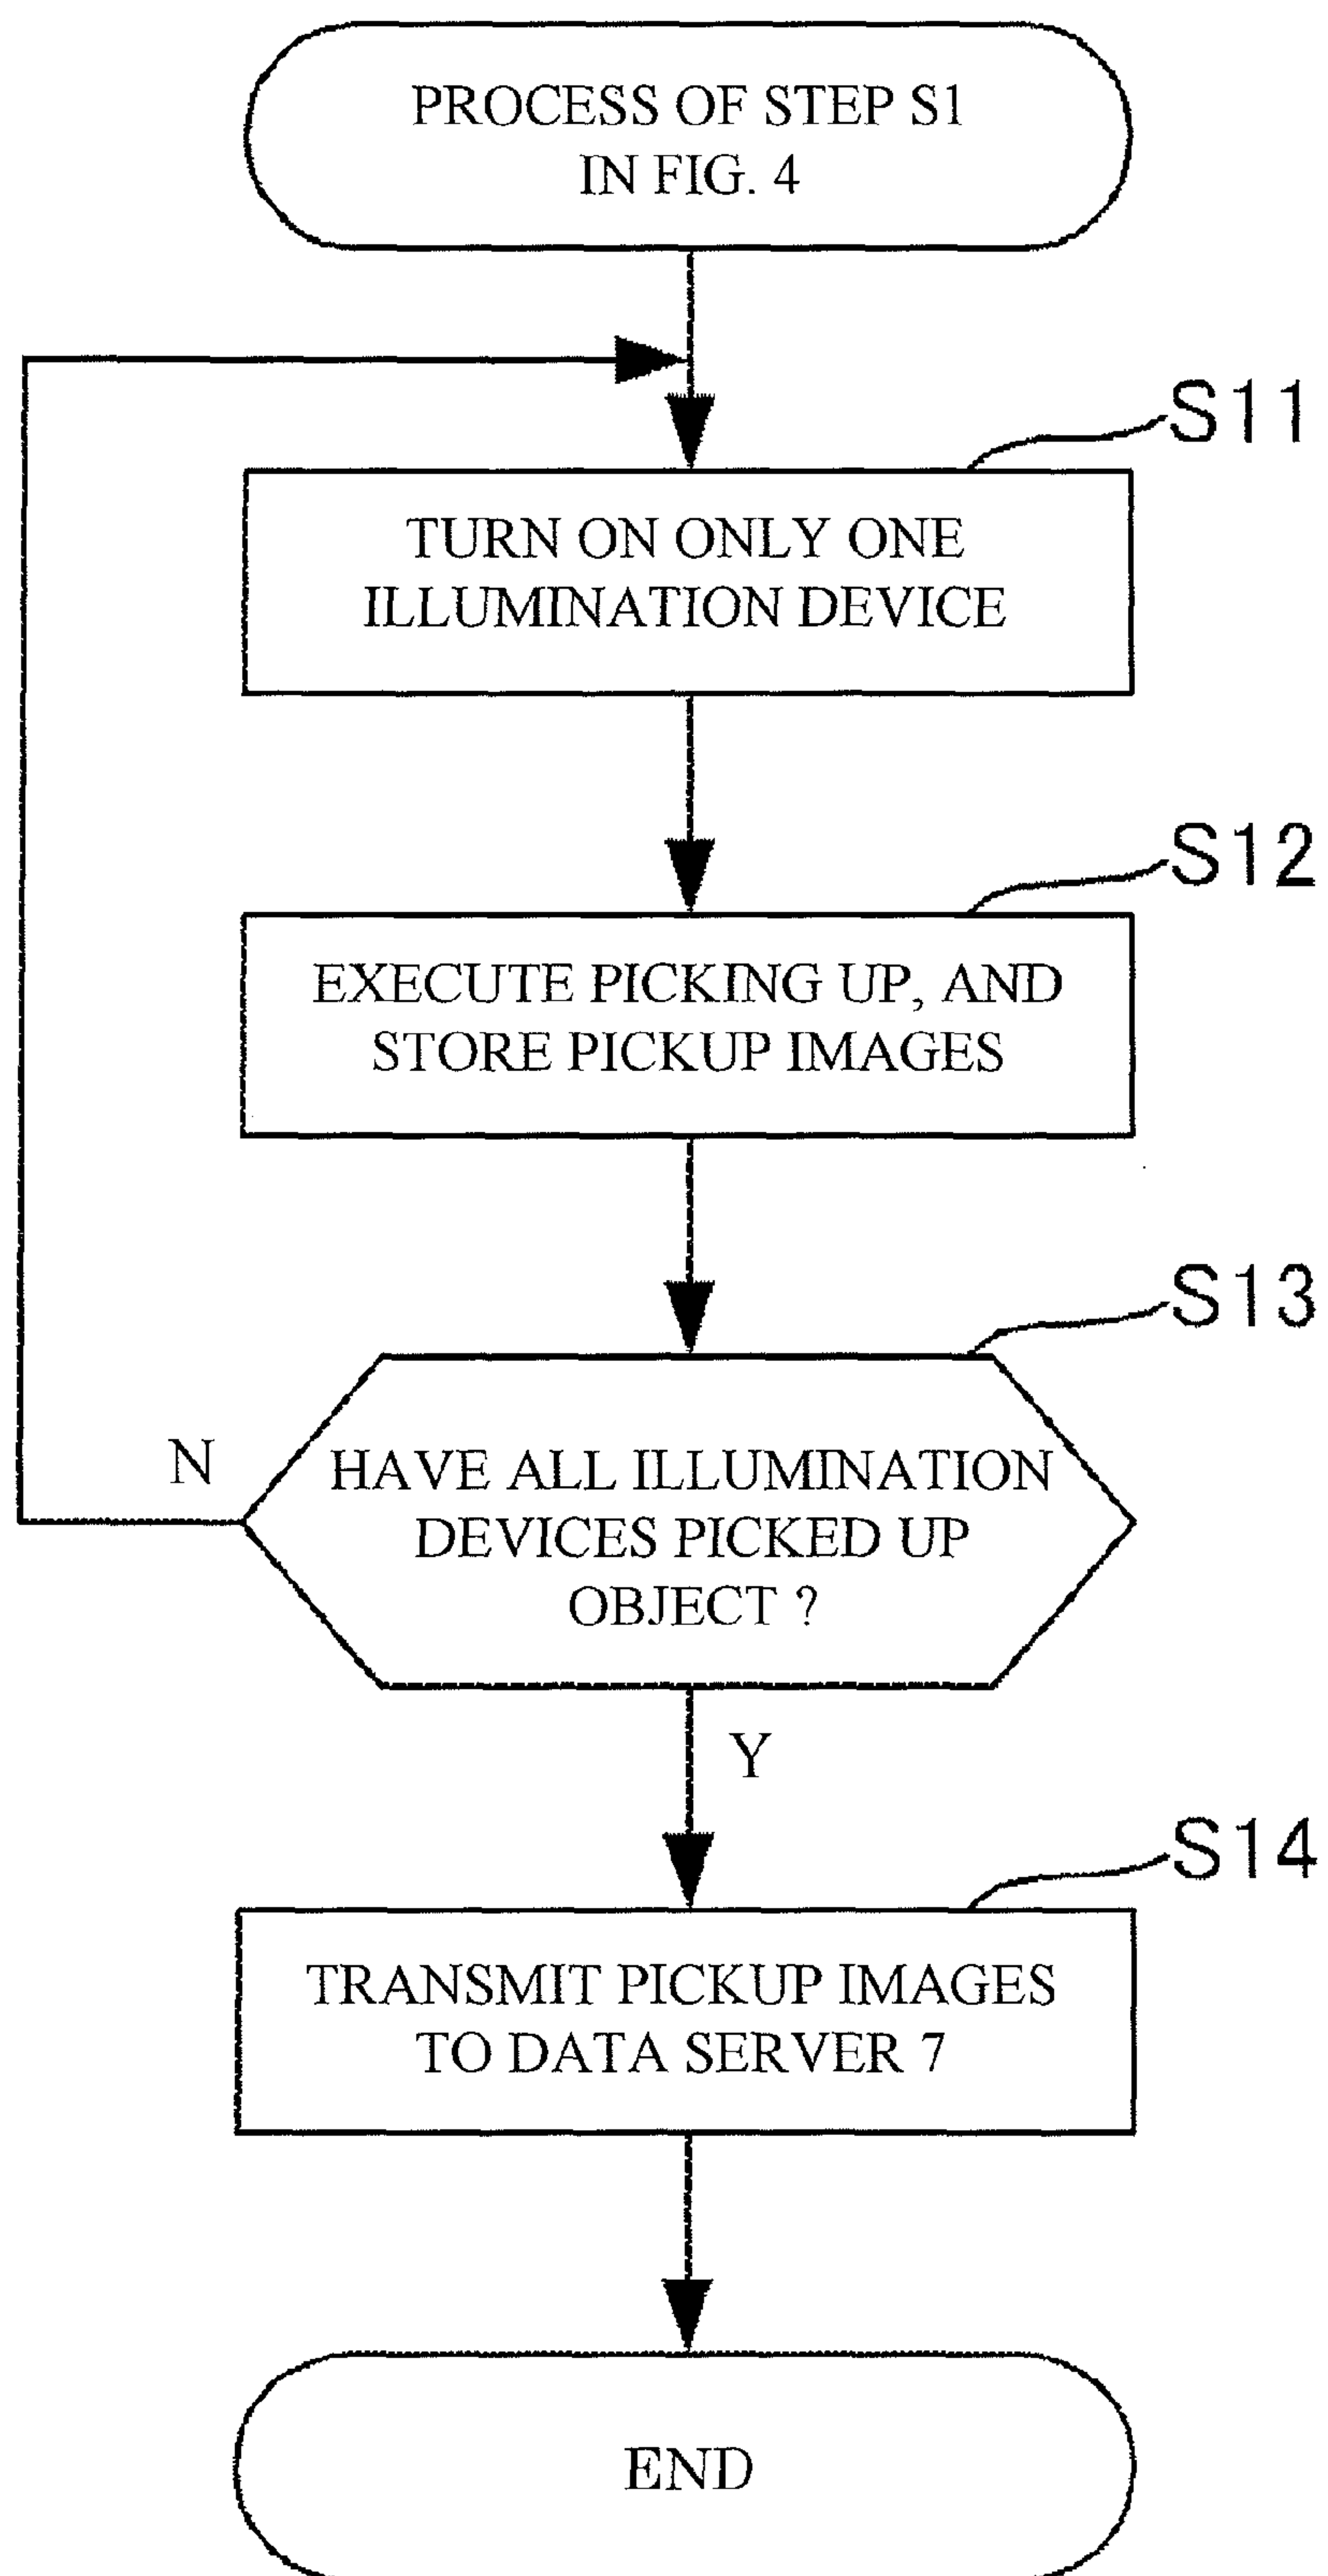 PROCESS OF STEP S1
IN FIG. 4
S11
TURN ON ONLY ONE
ILLUMINATION DEVICE
S12
EXECUTE PICKING UP, AND
STORE PICKUP IMAGES
S13
N
HAVE ALL ILLUMINATION
DEVICES PICKED UP
OBJECT ?
Y
S14
TRANSMIT PICKUP IMAGES
TO DATA SERVER 7
END